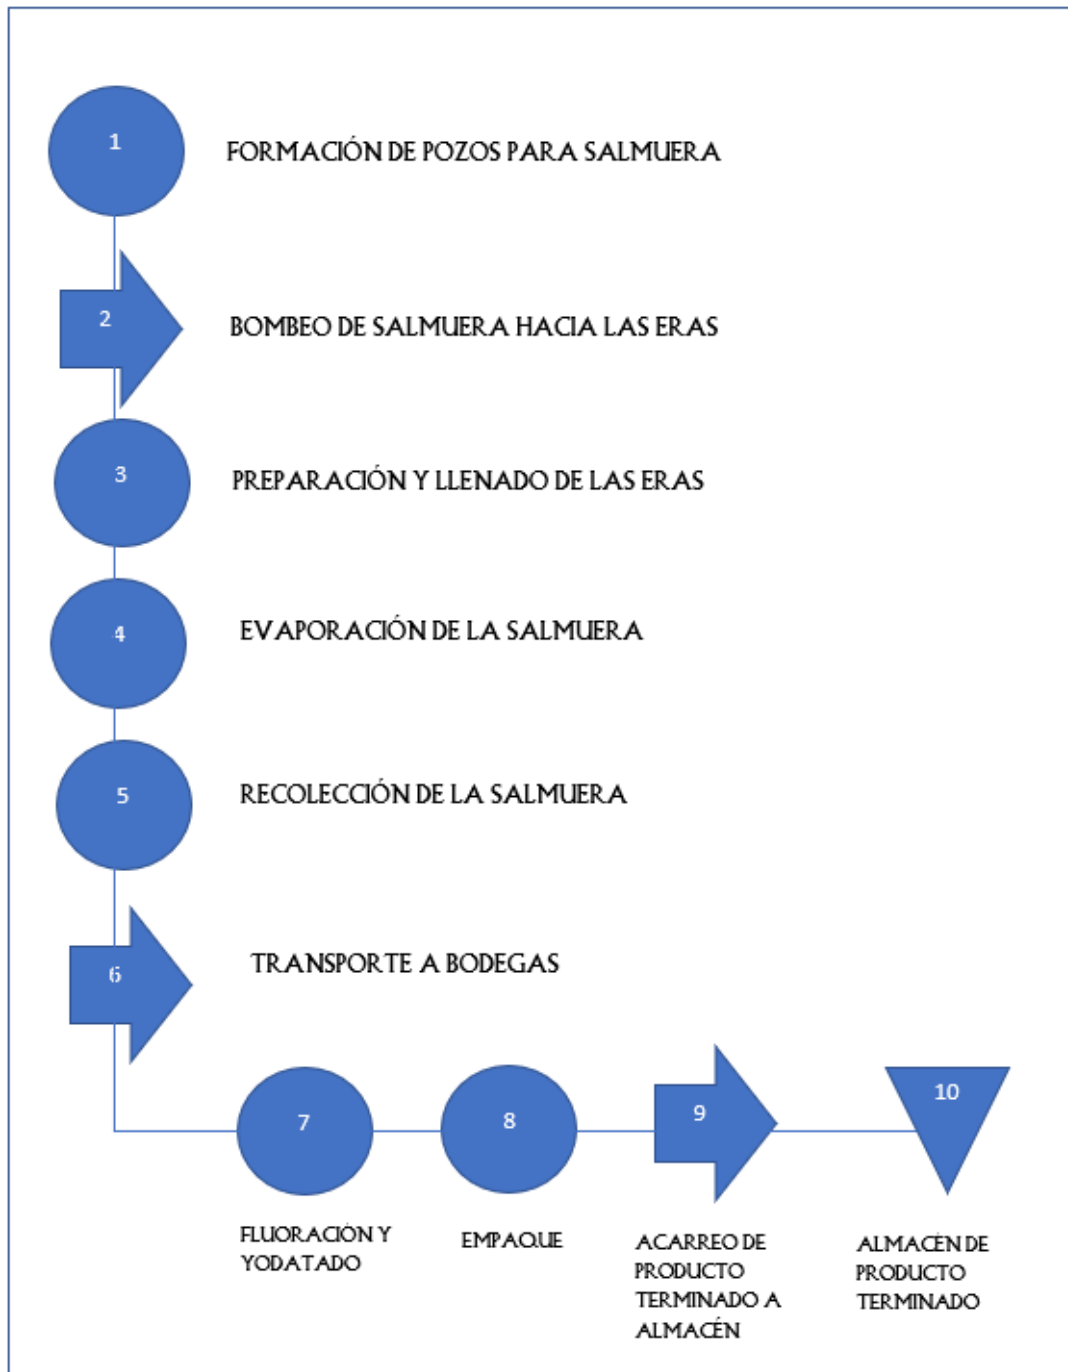 1
FORMACIÓN DE POZOS PARA SALMUERA
2
BOMBEO DE SALMUERA HACIA LAS ERAS
3
PREPARACIÓN Y LLENADO DE LAS ERAS
4
EVAPORACIÓN DE LA SALMUERA
5
RECOLECCIÓN DE LA SALMUERA
6
TRANSPORTE A BODEGAS
7
FLUORACIÓN Y
YODATADO
8
EMPAQUE
9
ACARREO DE
PRODUCTO
TERMINADO A
ALMACÉN
10
ALMACÉN DE
PRODUCTO
TERMINADO